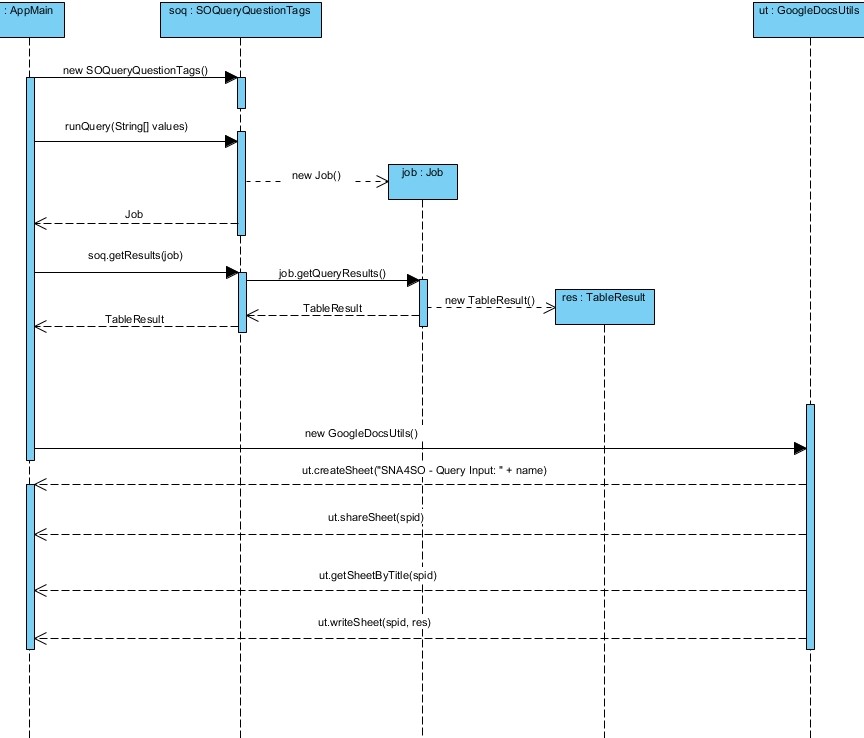 : AppMain
soq : SOQueryQuestionTags
ut : GoogleDocsUtils
new SOQueryQuestionTags()
runQuery(String[] values)
new Job()
job : Job
Job
soq.getResults(job)
job.getQueryResults()
new TableResult()
res : TableResult
TableResult
TableResult
new GoogleDocsUtils()
ut.createSheet("SNA4SO - Query Input: " + name)
ut.shareSheet(spid)
ut.getSheetByTitle(spid)
ut.writeSheet(spid, res)